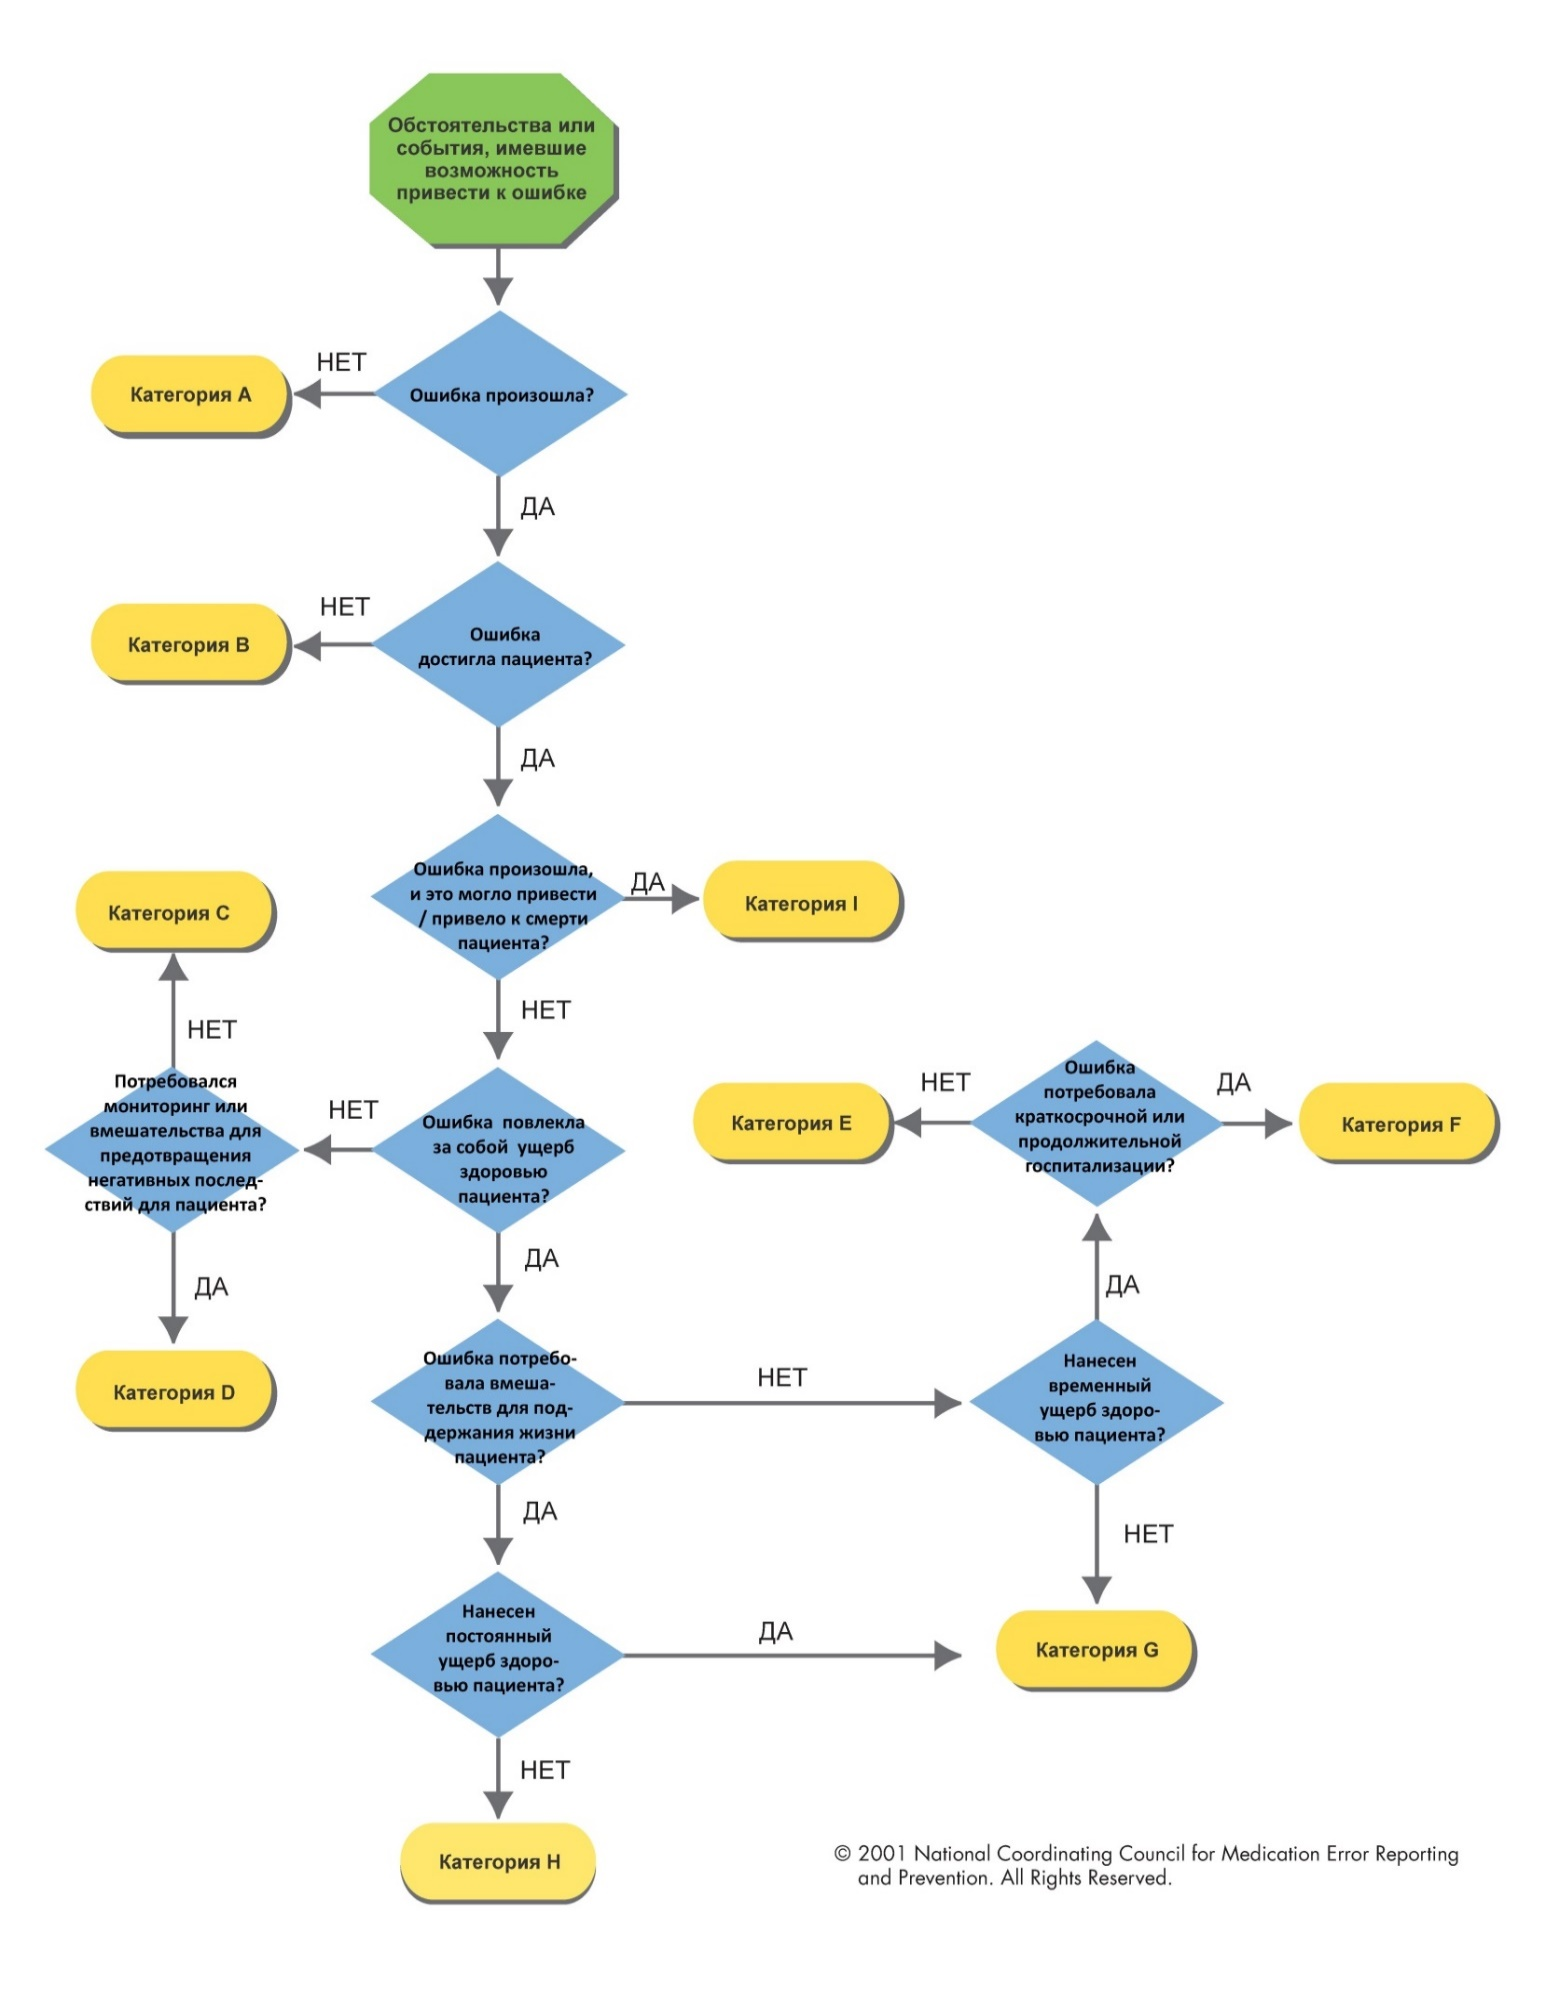 Обстоятельства или
события, имевшие
возможность
привести к ошибке
НЕТ
Категория A
Ошибка произошла?
ДА
НЕТ
Категория B
Ошибка
достигла пациента?
ДА
Ошибка произошла,
и это могло привести
/ привело к смерти
пациента?
ДА
Категория I
Категория C
НЕТ
НЕТ
Потребовался
мониторинг или
вмешательства для
предотвращения
негативных послед-
ствий для пациента?
НЕТ
Ошибка повлекла
за собой ущерб
здоровью
пациента?
Категория E
НЕТ
Ошибка
потребовала
краткосрочной или
продолжительной
госпитализации?
ДА
Категория F
ДА
ДА
ДА
Категория D
Ошибка потребо-
вала вмеша-
тельств для под-
держания жизни
пациента?
НЕТ
Нанесен
временный
ущерб здоро-
вью пациента?
ДА
НЕТ
Нанесен
постоянный
ущерб здоро-
вью пациента?
ДА
Категория G
НЕТ
Категория H
© 2001 National Coordinating Council for Medication Error Reporting
and Prevention. All Rights Reserved.